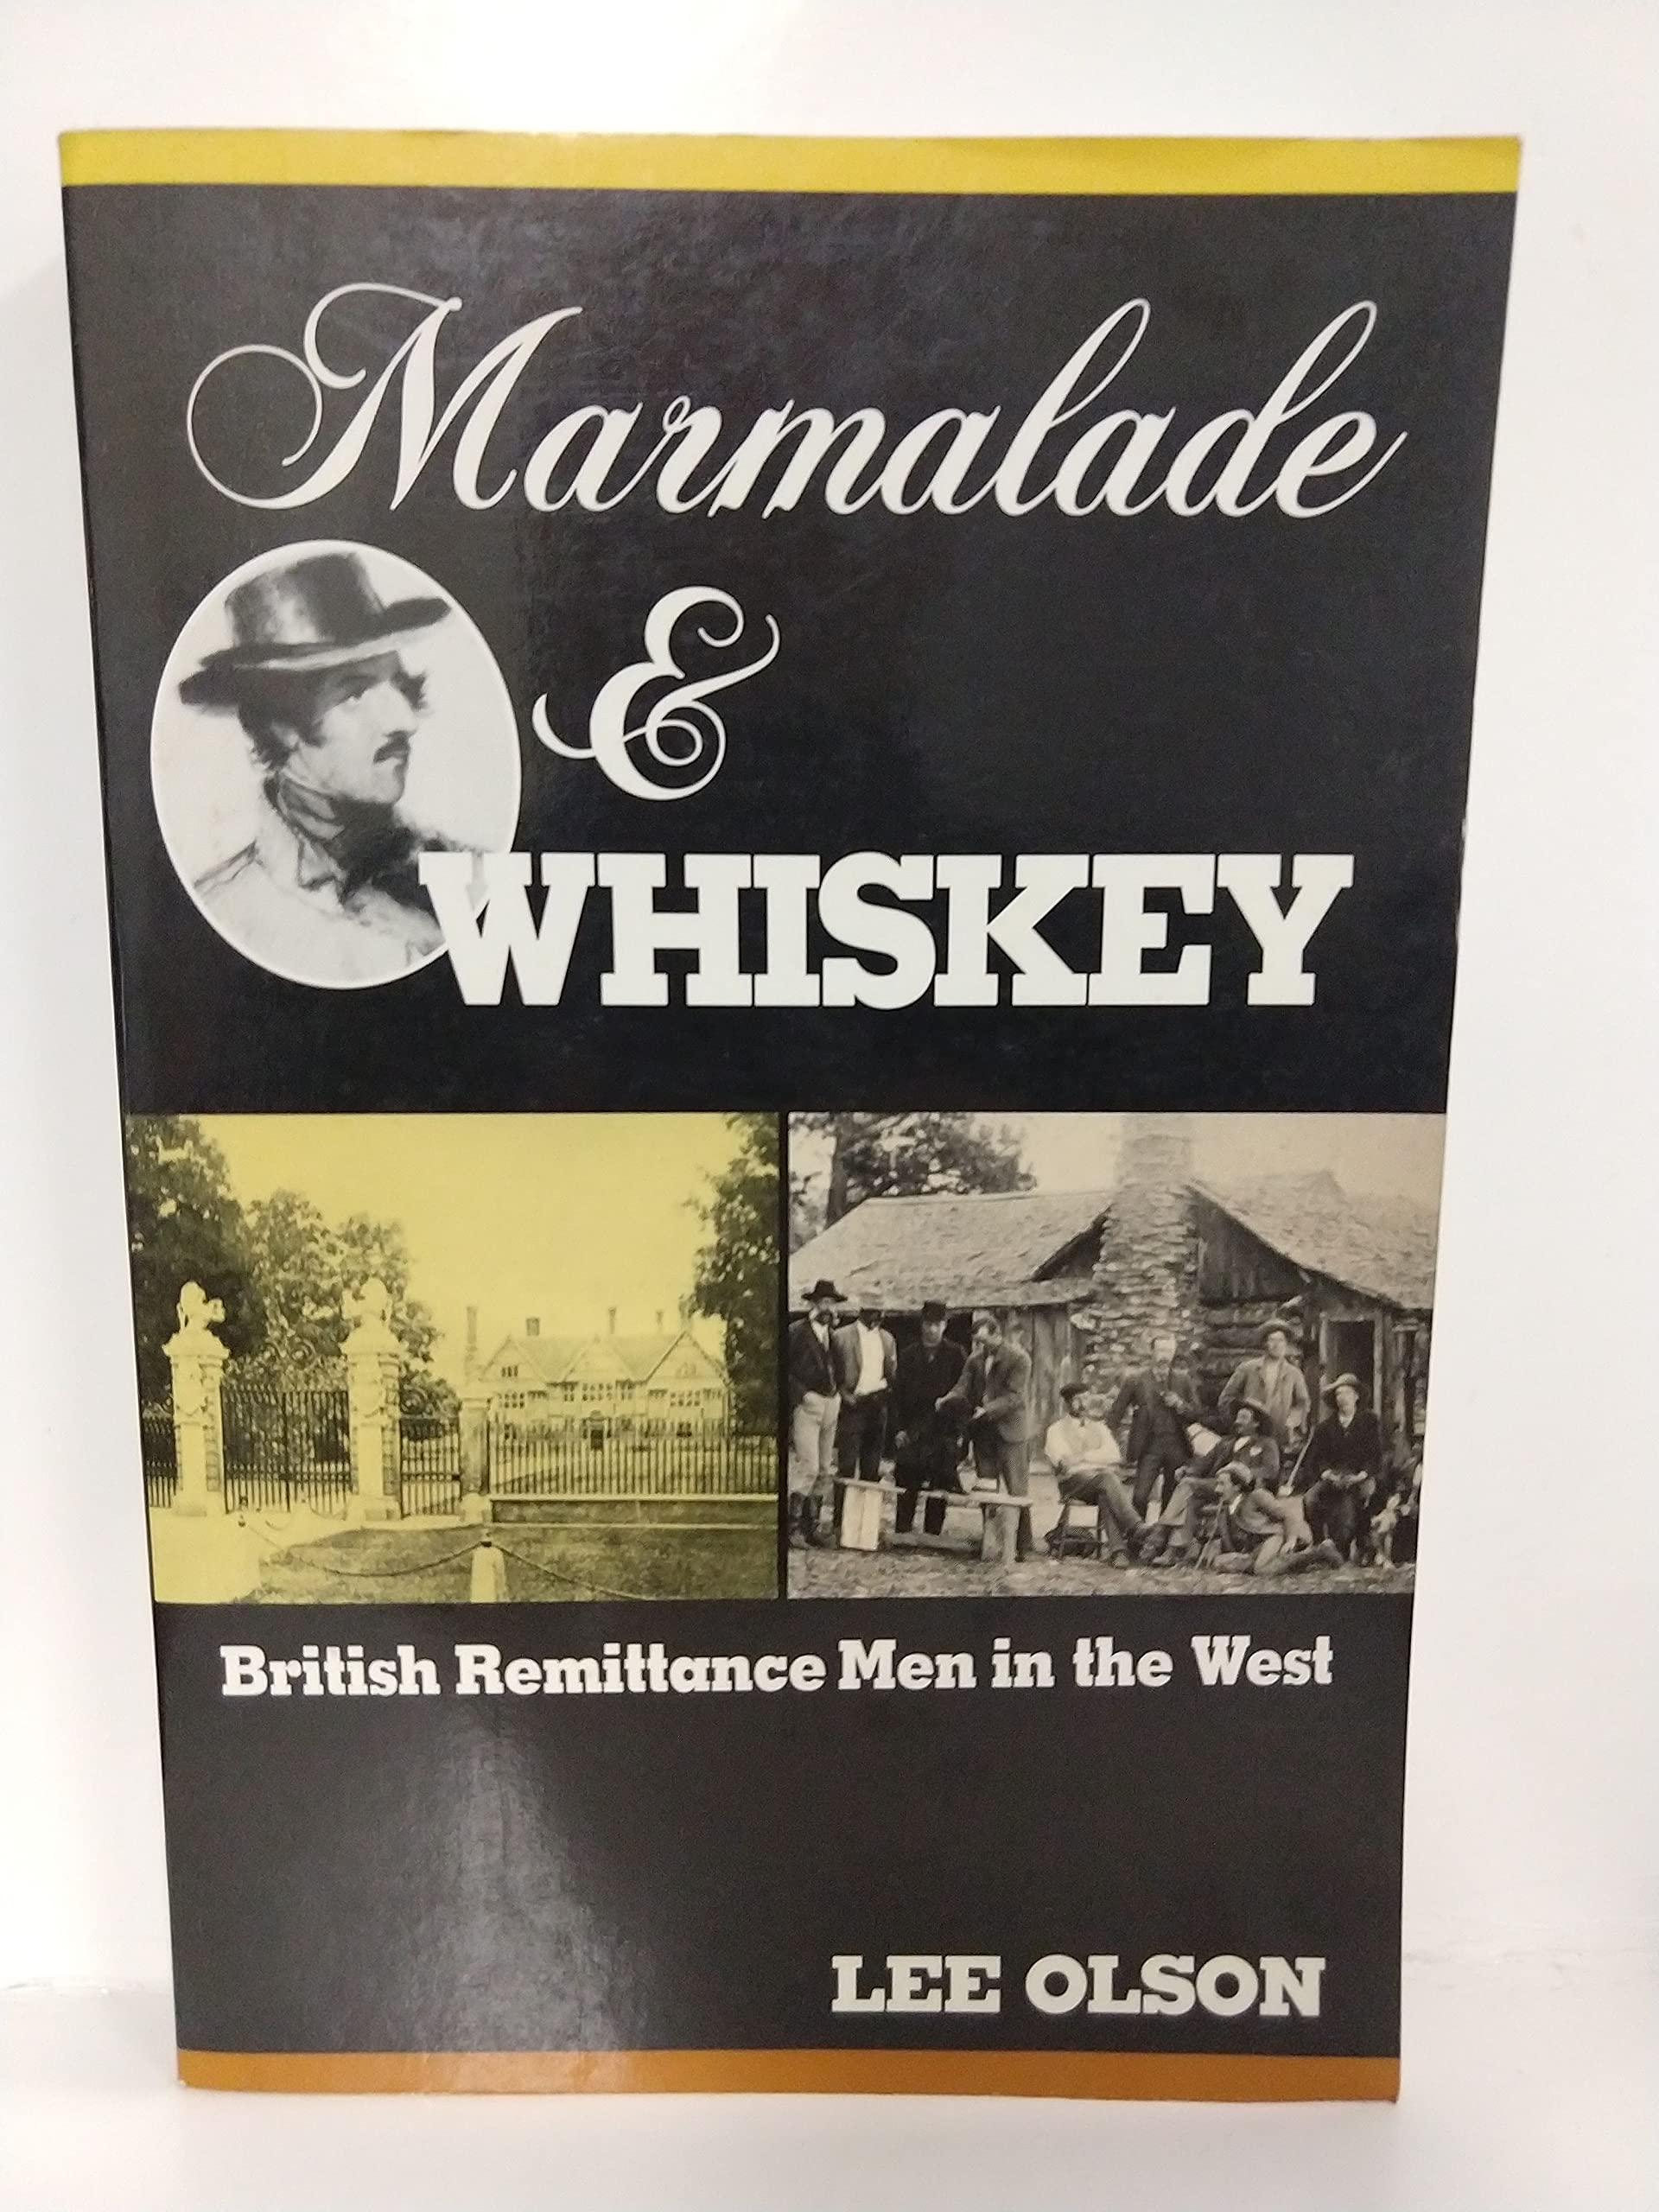 Marmalade
&
WHISKEY
British Remittance Men in the West
LEE OLSON